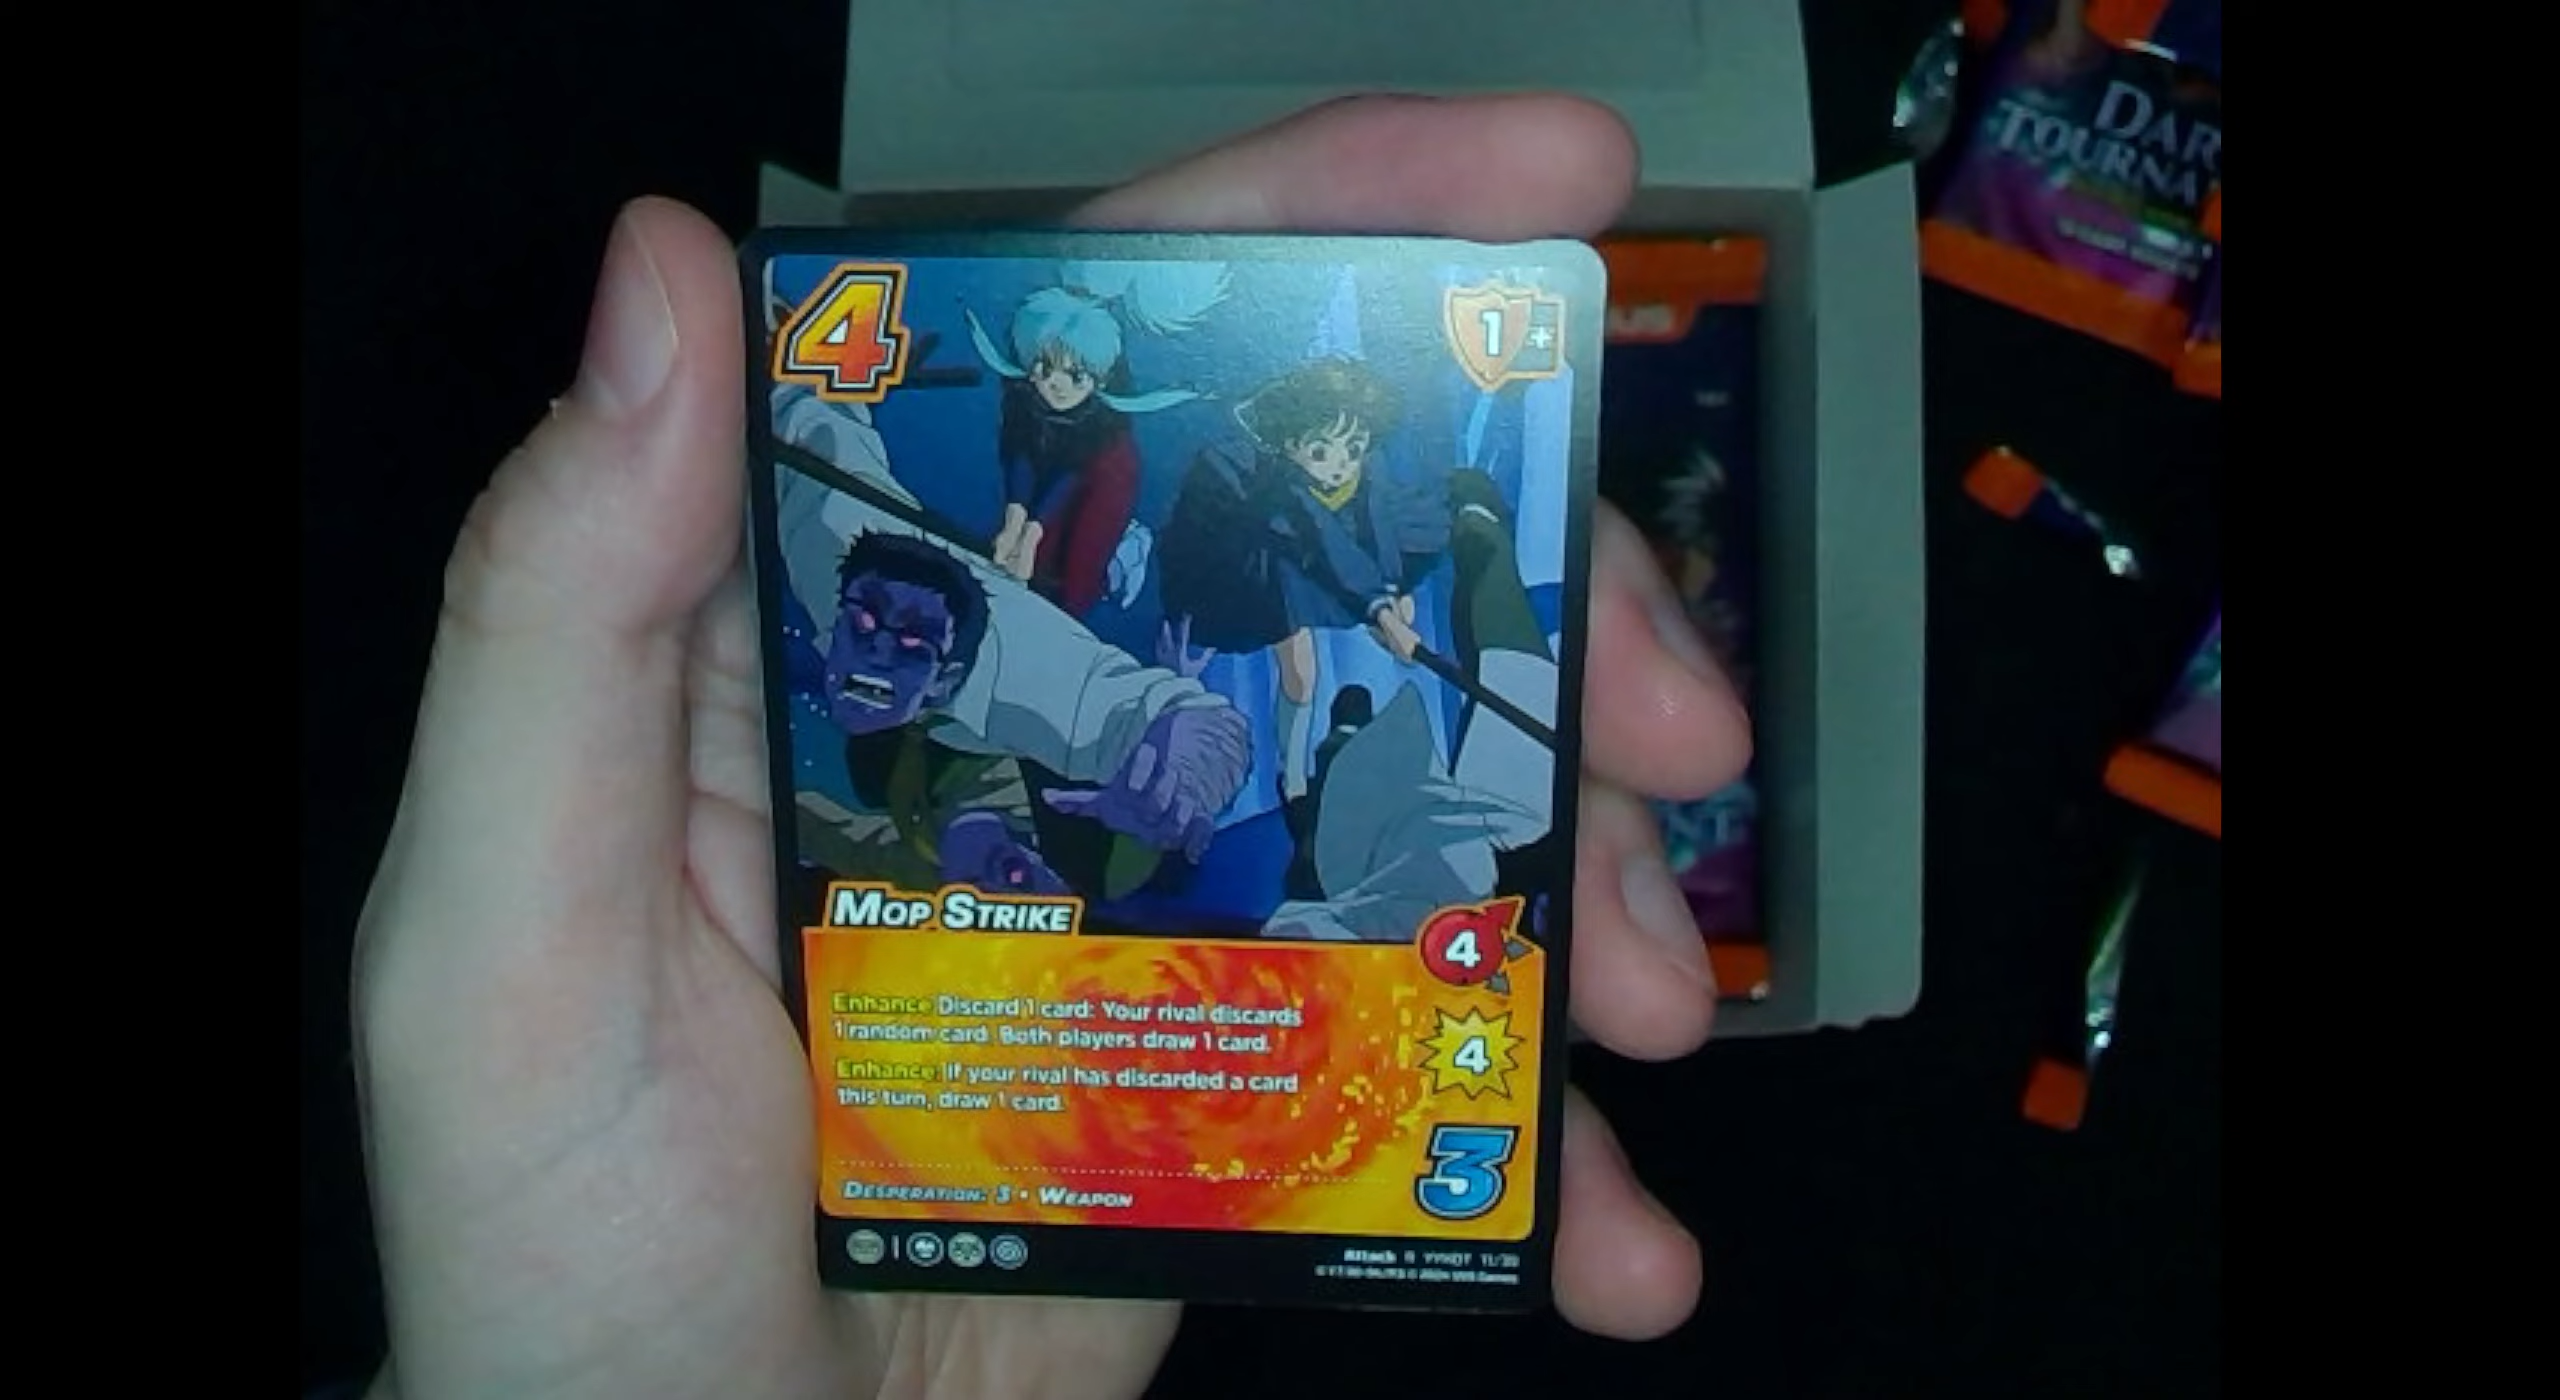 DAR
TOURNA
4
1 +
MOP STRIKE
4
Enhance Discard 1 card: Your rival discards
1 random card. Both players draw 1 card.
4
Enhance: If your rival has discarded a card
this turn, draw 1 card.
3
DESPERATION: 3 • WEAPON
Attack
NT